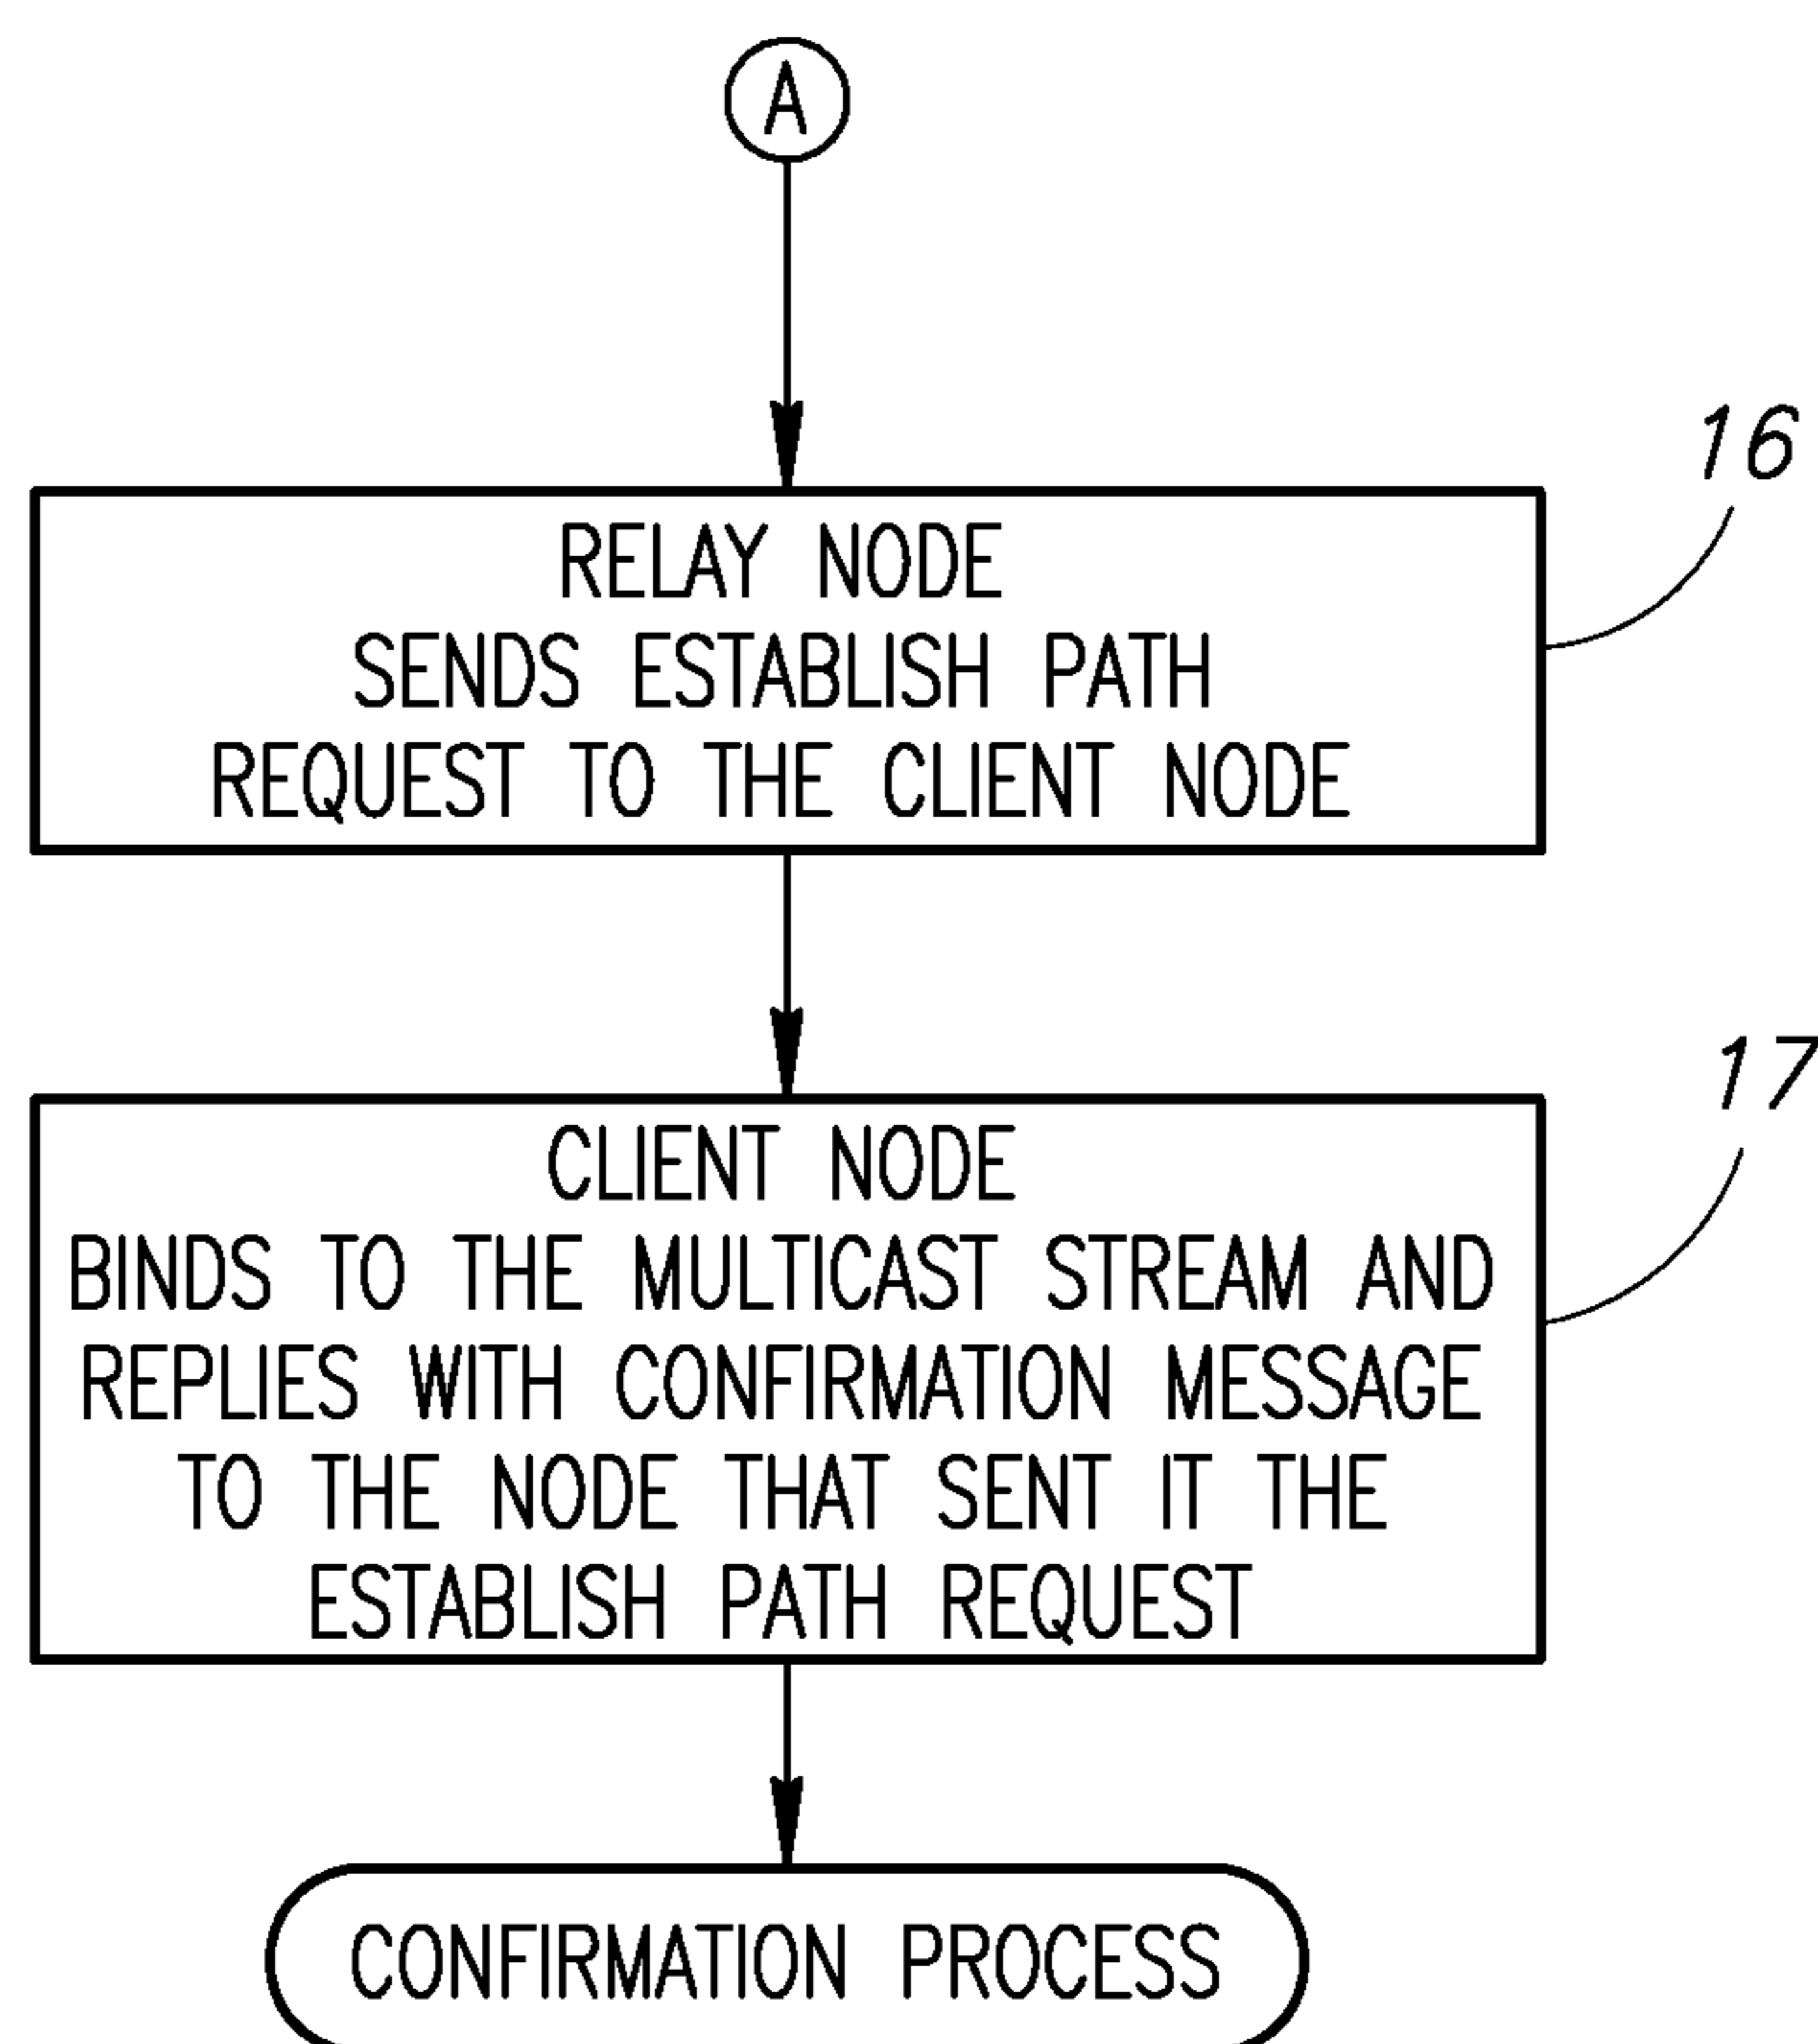 A
16
RELAY NODE
SENDS ESTABLISH PATH
REQUEST TO THE CLIENT NODE
17
CLIENT NODE
BINDS TO THE MULTICAST STREAM AND
REPLIES WITH CONFIRMATION MESSAGE
TO THE NODE THAT SENT IT THE
ESTABLISH PATH REQUEST
CONFIRMATION PROCESS